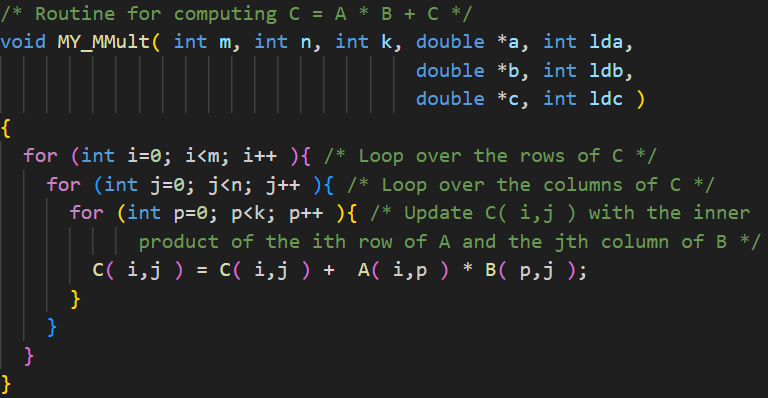 /* Routine for computing C = A * B + C */
void MY_MMult( int m, int n, int k, double *a, int lda,
                                    double *b, int ldb,
                                    double *c, int ldc )
{
  for (int i=0; i<m; i++ ){ /* Loop over the rows of C */
    for (int j=0; j<n; j++ ){ /* Loop over the columns of C */
      for (int p=0; p<k; p++ ){ /* Update C( i,j ) with the inner
            product of the ith row of A and the jth column of B */
        C( i,j ) = C( i,j ) +  A( i,p ) * B( p,j );
      }
    }
  }
}